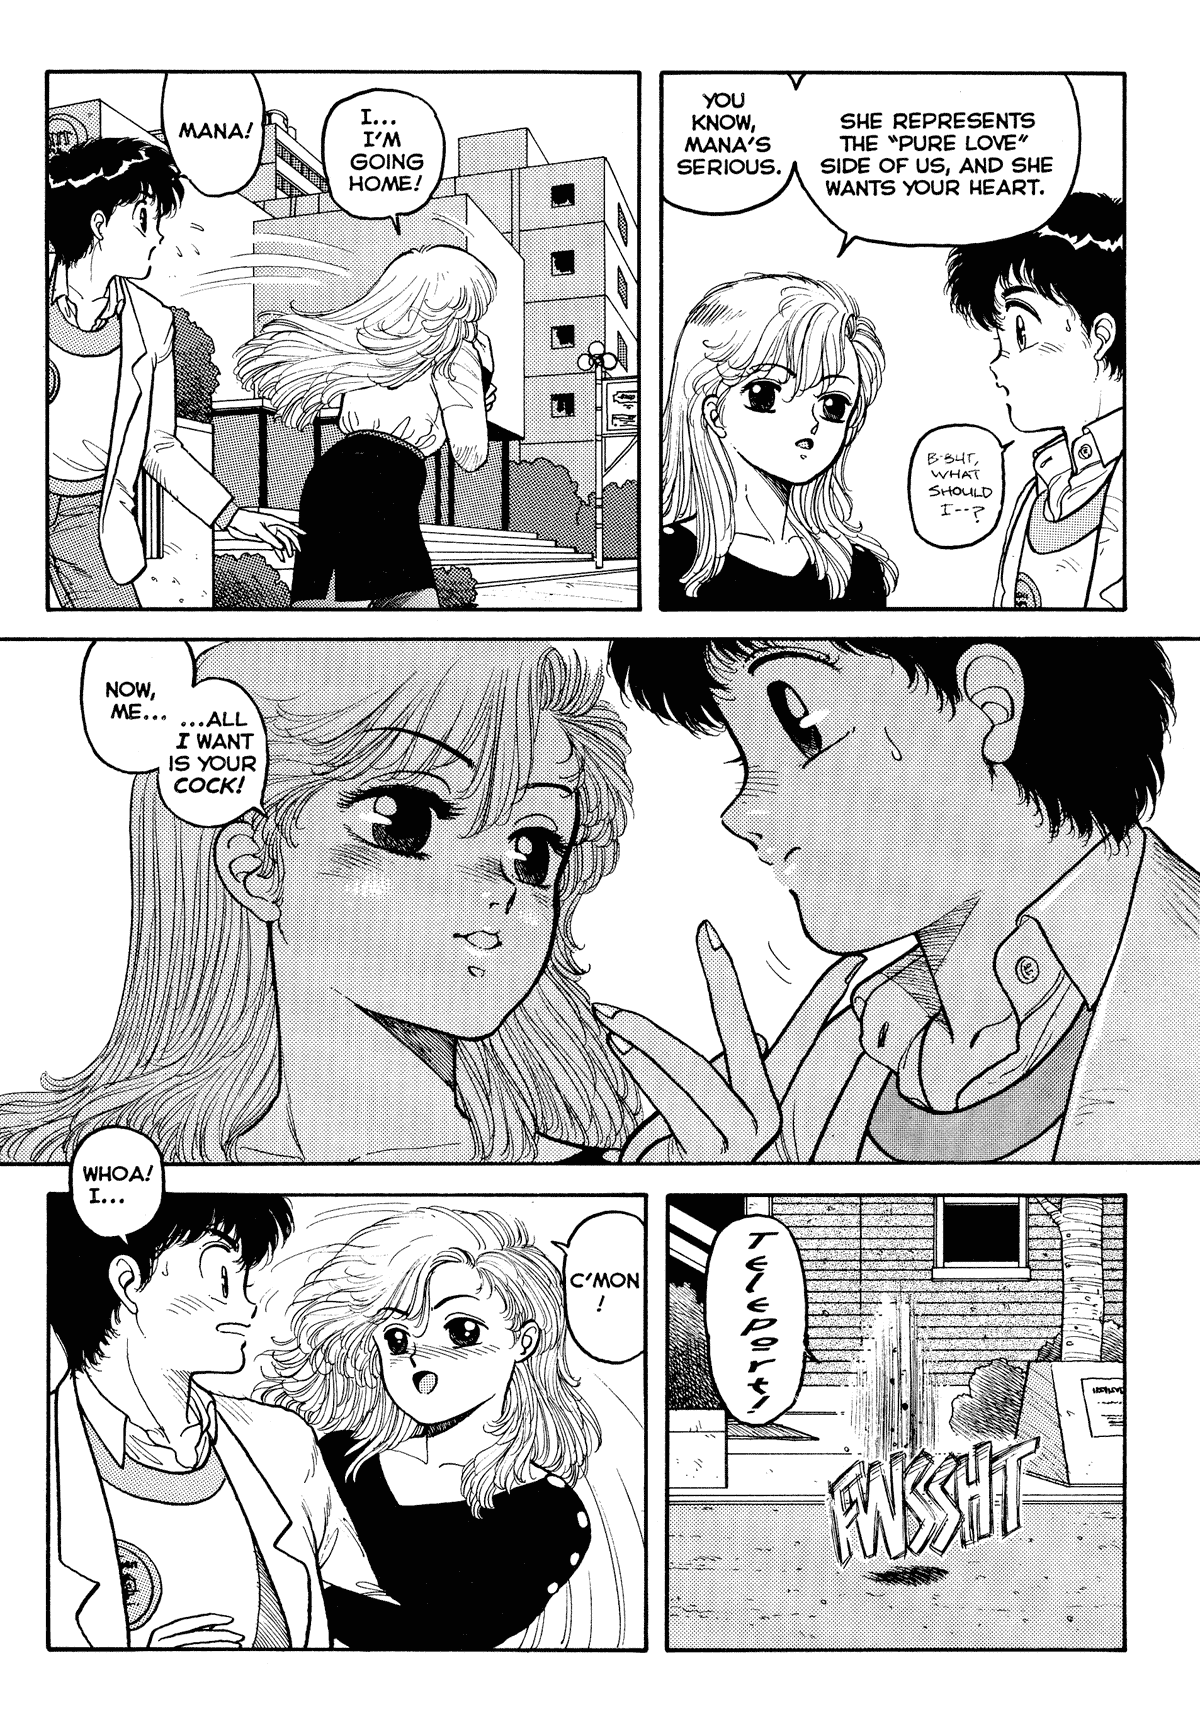 MANA!
I...
I'M
GOING
HOME!
YOU
KNOW,
MANA'S
SERIOUS.
SHE REPRESENTS
THE "PURE LOVE"
SIDE OF US, AND SHE
WANTS YOUR HEART.
B-BUT,
WHAT
SHOULD
I--?
NOW,
ME...
...ALL
I WANT
IS YOUR
COCK!
WHOA!
I...
C'MON
!
Teleport!
FWSSHT